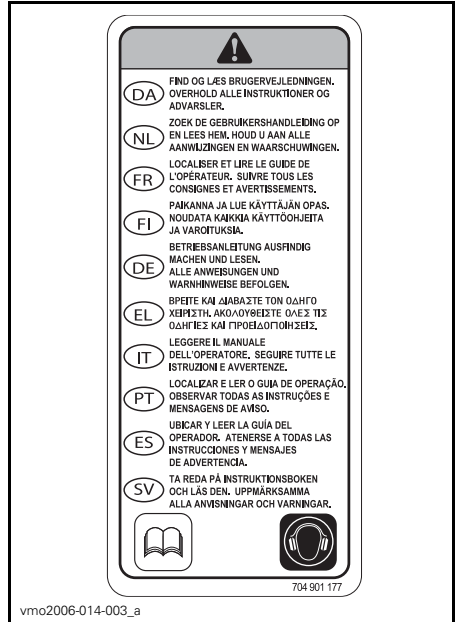 DA
FIND OG LÆS BRUGERVEJLEDNINGEN.
OVERHOLD ALLE INSTRUKTIONER OG
ADVARSLER.
NL
ZOEK DE GEBRUIKERSHANDLEIDING OP
EN LEES HEM. HOUD U AAN ALLE
AANWIJZINGEN EN WAARSCHUWINGEN.
FR
LOCALISER ET LIRE LE GUIDE DE
L'OPÉRATEUR. SUIVRE TOUS LES
CONSIGNES ET AVERTISSEMENTS.
FI
PAIKANNA JA LUE KÄYTTÄJÄN OPAS.
NOUDATA KAIKKIA KÄYTTÖOHJEITA
JA VAROITUKSIA.
DE
BETRIEBSANLEITUNG AUSFINDIG
MACHEN UND LESEN.
ALLE ANWEISUNGEN UND
WARNHINWEISE BEFOLGEN.
EL
ΒΡΕΙΤΕ ΚΑΙ ΔΙΑΒΑΣΤΕ ΤΟΝ ΟΔΗΓΟ
ΧΕΙΡΙΣΤΗ. ΑΚΟΛΟΥΘΕΙΣΤΕ ΟΛΕΣ ΤΙΣ
ΟΔΗΓΙΕΣ ΚΑΙ ΠΡΟΕΙΔΟΠΟΙΗΣΕΙΣ.
IT
LEGGERE IL MANUALE
DELL'OPERATORE. SEGUIRE TUTTE LE
ISTRUZIONI E AVVERTENZE.
PT
LOCALIZAR E LER O GUIA DE OPERAÇÃO.
OBSERVAR TODAS AS INSTRUÇÕES E
MENSAGENS DE AVISO.
ES
UBICAR Y LEER LA GUÍA DEL
OPERADOR. ATENERSE A TODAS LAS
INSTRUCCIONES Y MENSAJES
DE ADVERTENCIA.
SV
TA REDA PÅ INSTRUKTIONSBOKEN
OCH LÄS DEN. UPPMÄRKSAMMA
ALLA ANVISNINGAR OCH VARNINGAR.
704 901 177
vmo2006-014-003_a